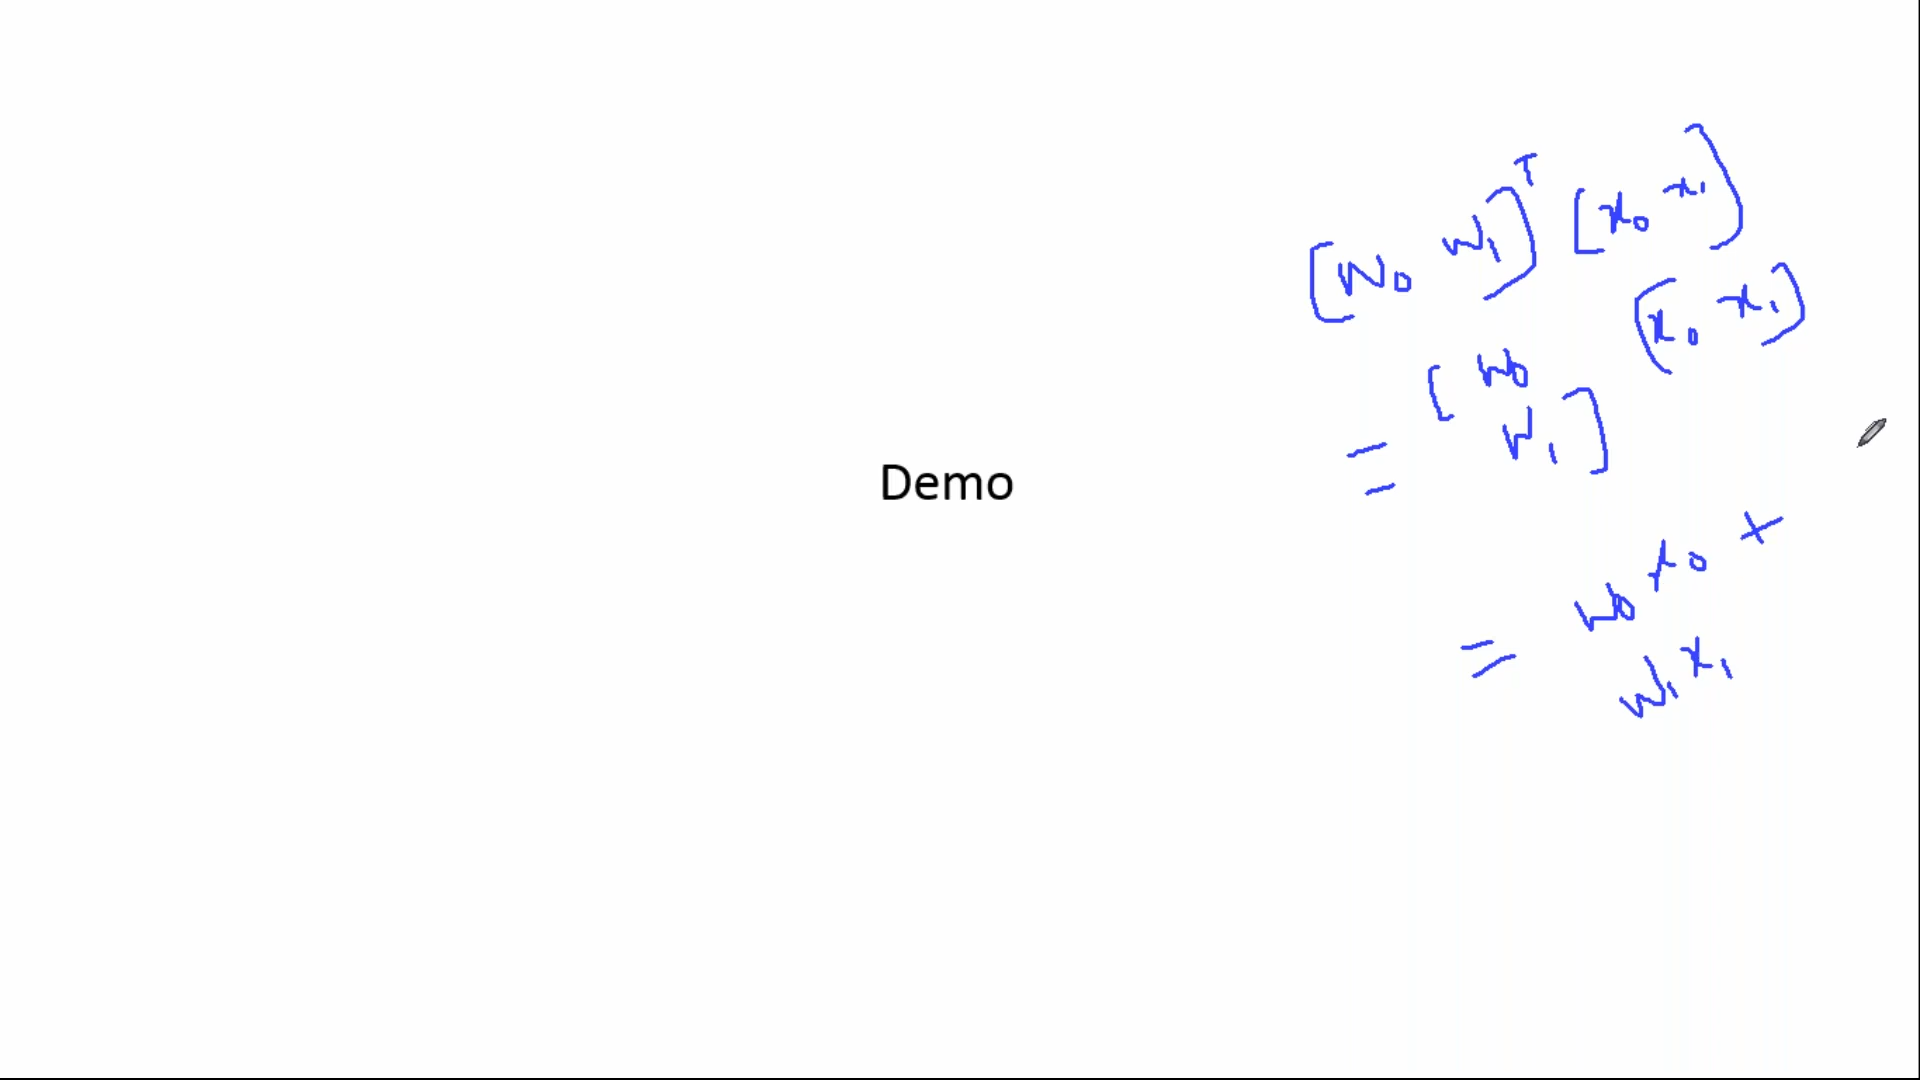 Demo
[w₀ w₁]ᵀ [x₀ x₁]
= [w₀
w₁] (x₀ x₁)
= w₀x₀ +
w₁x₁